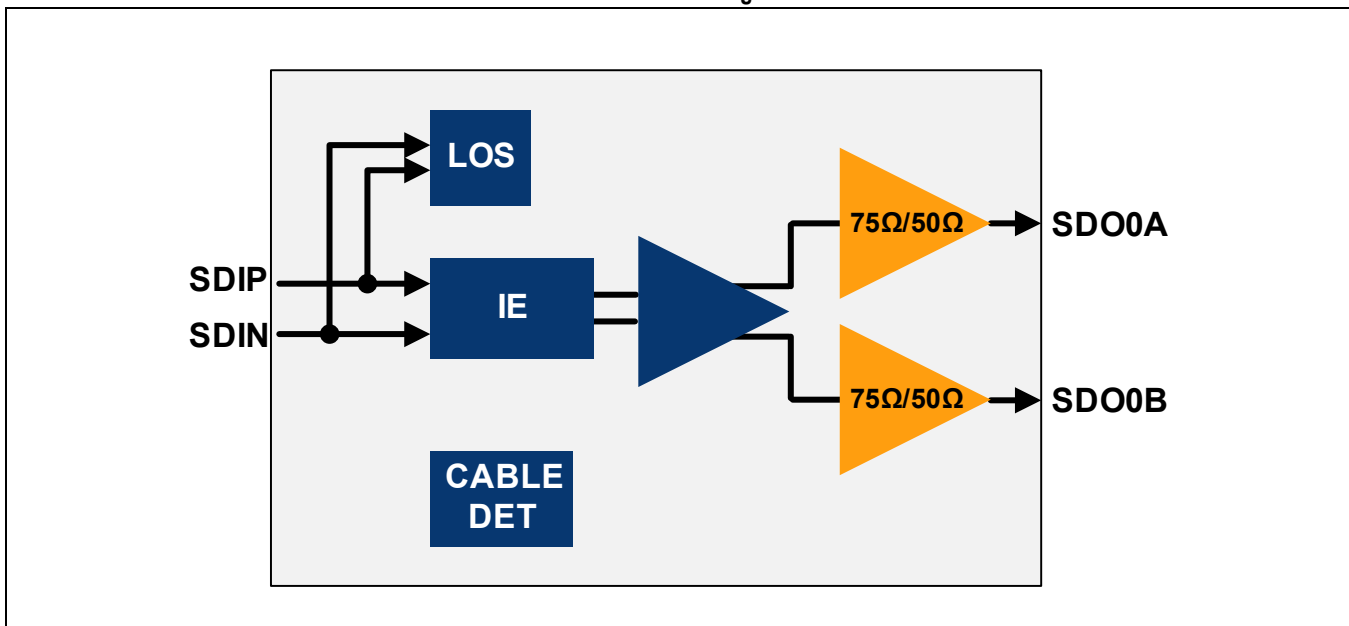 LOS
75Ω/50Ω
SDO0A
SDIP
IE
SDIN
75Ω/50Ω
SDO0B
CABLE
DET